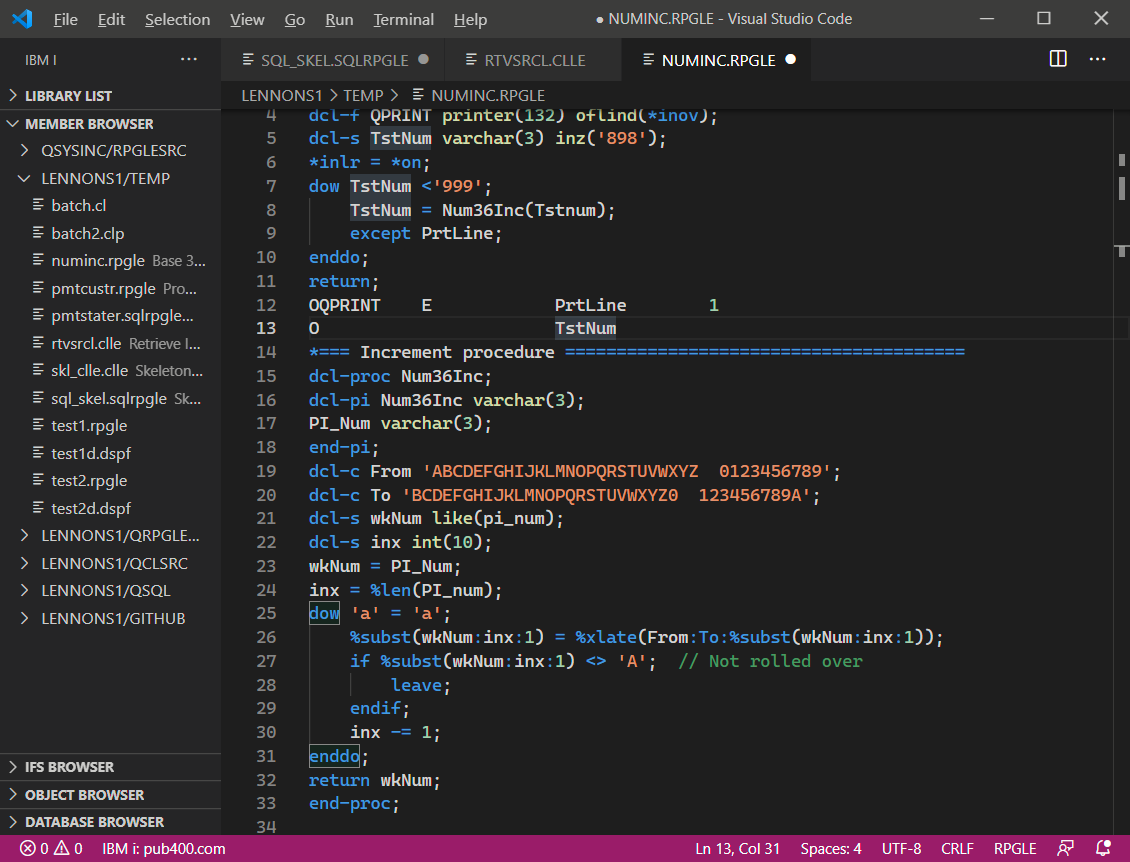 File Edit Selection View Go Run Terminal Help ● NUMINC.RPGLE - Visual Studio Code
IBM I ··· SQL_SKEL.SQLRPGLE ● RTVSRCL.CLLE NUMINC.RPGLE ● ···
LENNONS1 > TEMP > NUMINC.RPGLE
LIBRARY LIST
MEMBER BROWSER
QSYSINC/RPGLESRC
LENNONS1/TEMP
batch.cl
batch2.clp
numinc.rpgle Base 3...
pmtcustr.rpgle Pro...
pmtstater.sqlrpgle...
rtvsrcl.clle Retrieve I...
skl_clle.clle Skeleton...
sql_skel.sqlrpgle Sk...
test1.rpgle
test1d.dspf
test2.rpgle
test2d.dspf
LENNONS1/QRPGLE...
LENNONS1/QCLSRC
LENNONS1/QSQL
LENNONS1/GITHUB
IFS BROWSER
OBJECT BROWSER
DATABASE BROWSER
4 dcl-f QPRINT printer(132) oflind(*inov);
5 dcl-s TstNum varchar(3) inz('898');
6 *inlr = *on;
7 dow TstNum <'999';
8     TstNum = Num36Inc(Tstnum);
9     except PrtLine;
10 enddo;
11 return;
12 OQPRINT    E            PrtLine        1
13 O                       TstNum
14 *=== Increment procedure =======================================
15 dcl-proc Num36Inc;
16 dcl-pi Num36Inc varchar(3);
17 PI_Num varchar(3);
18 end-pi;
19 dcl-c From 'ABCDEFGHIJKLMNOPQRSTUVWXYZ  0123456789';
20 dcl-c To 'BCDEFGHIJKLMNOPQRSTUVWXYZ0  123456789A';
21 dcl-s wkNum like(pi_num);
22 dcl-s inx int(10);
23 wkNum = PI_Num;
24 inx = %len(PI_num);
25 dow 'a' = 'a';
26     %subst(wkNum:inx:1) = %xlate(From:To:%subst(wkNum:inx:1));
27     if %subst(wkNum:inx:1) <> 'A';  // Not rolled over
28         leave;
29     endif;
30     inx -= 1;
31 enddo;
32 return wkNum;
33 end-proc;
34
0 0 IBM i: pub400.com Ln 13, Col 31 Spaces: 4 UTF-8 CRLF RPGLE